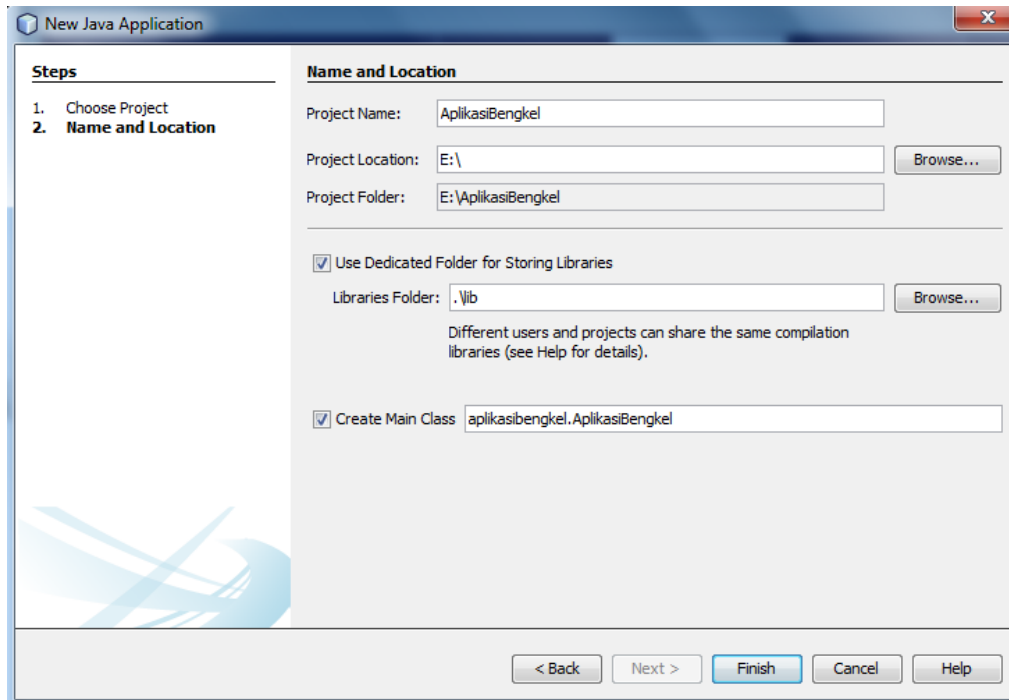 New Java Application
Steps
1. Choose Project
2. Name and Location
Name and Location
Project Name: AplikasiBengkel
Project Location: E:\ Browse...
Project Folder: E:\AplikasiBengkel
Use Dedicated Folder for Storing Libraries
Libraries Folder: .\lib Browse...
Different users and projects can share the same compilation
libraries (see Help for details).
Create Main Class aplikasibengkel.AplikasiBengkel
< Back Next > Finish Cancel Help